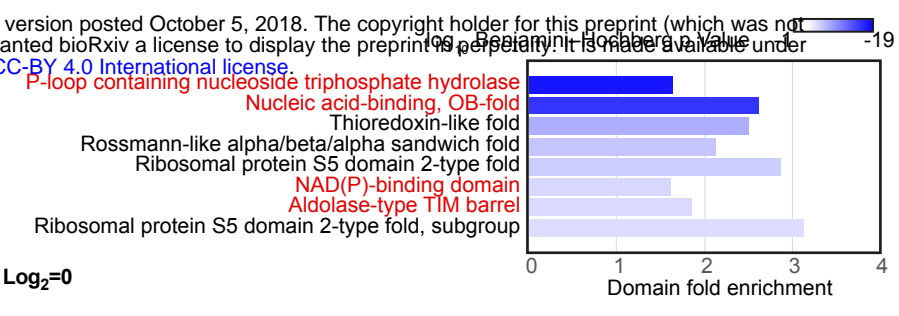 version posted October 5, 2018. The copyright holder for this preprint (which was not
anted bioRxiv a license to display the preprint in perpetuity. It is made available under
log10 Benjamini-Hochberg p Value -1 -19
CC-BY 4.0 International license.
P-loop containing nucleoside triphosphate hydrolase
Nucleic acid-binding, OB-fold
Thioredoxin-like fold
Rossmann-like alpha/beta/alpha sandwich fold
Ribosomal protein S5 domain 2-type fold
NAD(P)-binding domain
Aldolase-type TIM barrel
Ribosomal protein S5 domain 2-type fold, subgroup
0 1 2 3 4
Log2=0
Domain fold enrichment